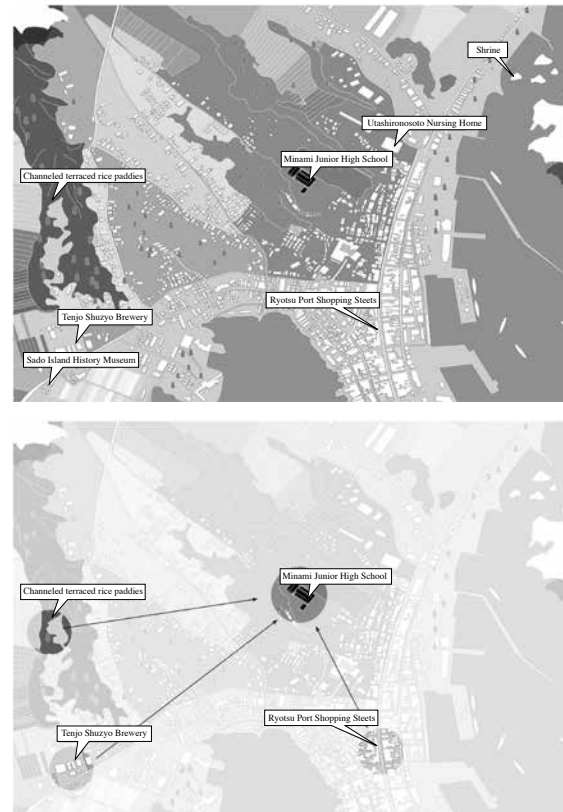 Shrine
Utashironosoto Nursing Home
Minami Junior High School
Channeled terraced rice paddies
Ryotsu Port Shopping Steets
Tenjo Shuzyo Brewery
Sado Island History Museum
Minami Junior High School
Channeled terraced rice paddies
Ryotsu Port Shopping Steets
Tenjo Shuzyo Brewery